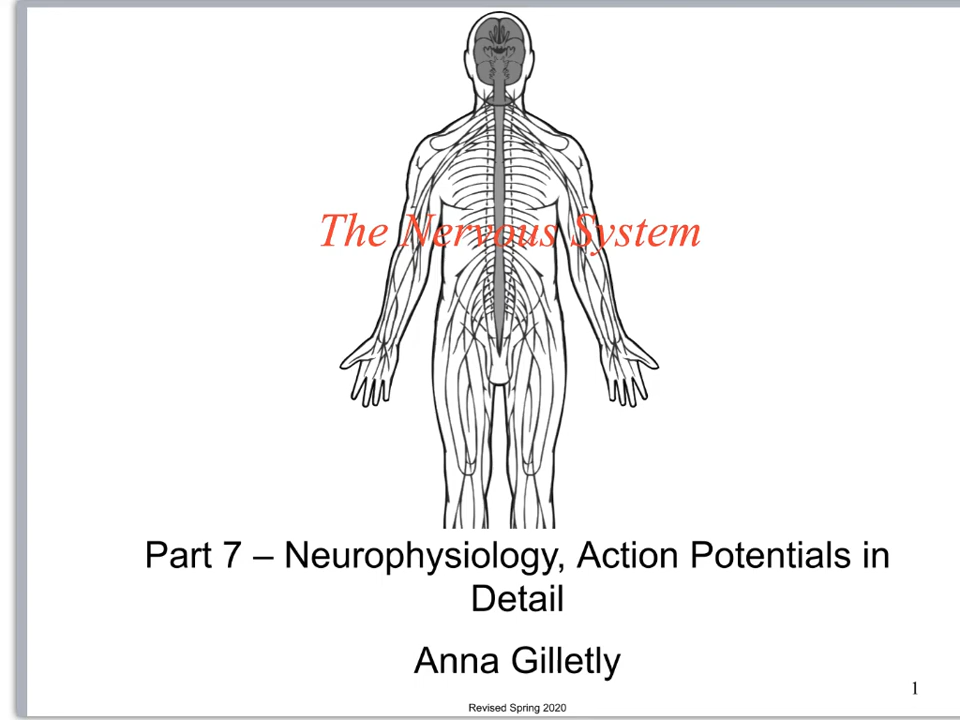 The Nervous System
Part 7 – Neurophysiology, Action Potentials in
Detail
Anna Gilletly
1
Revised Spring 2020